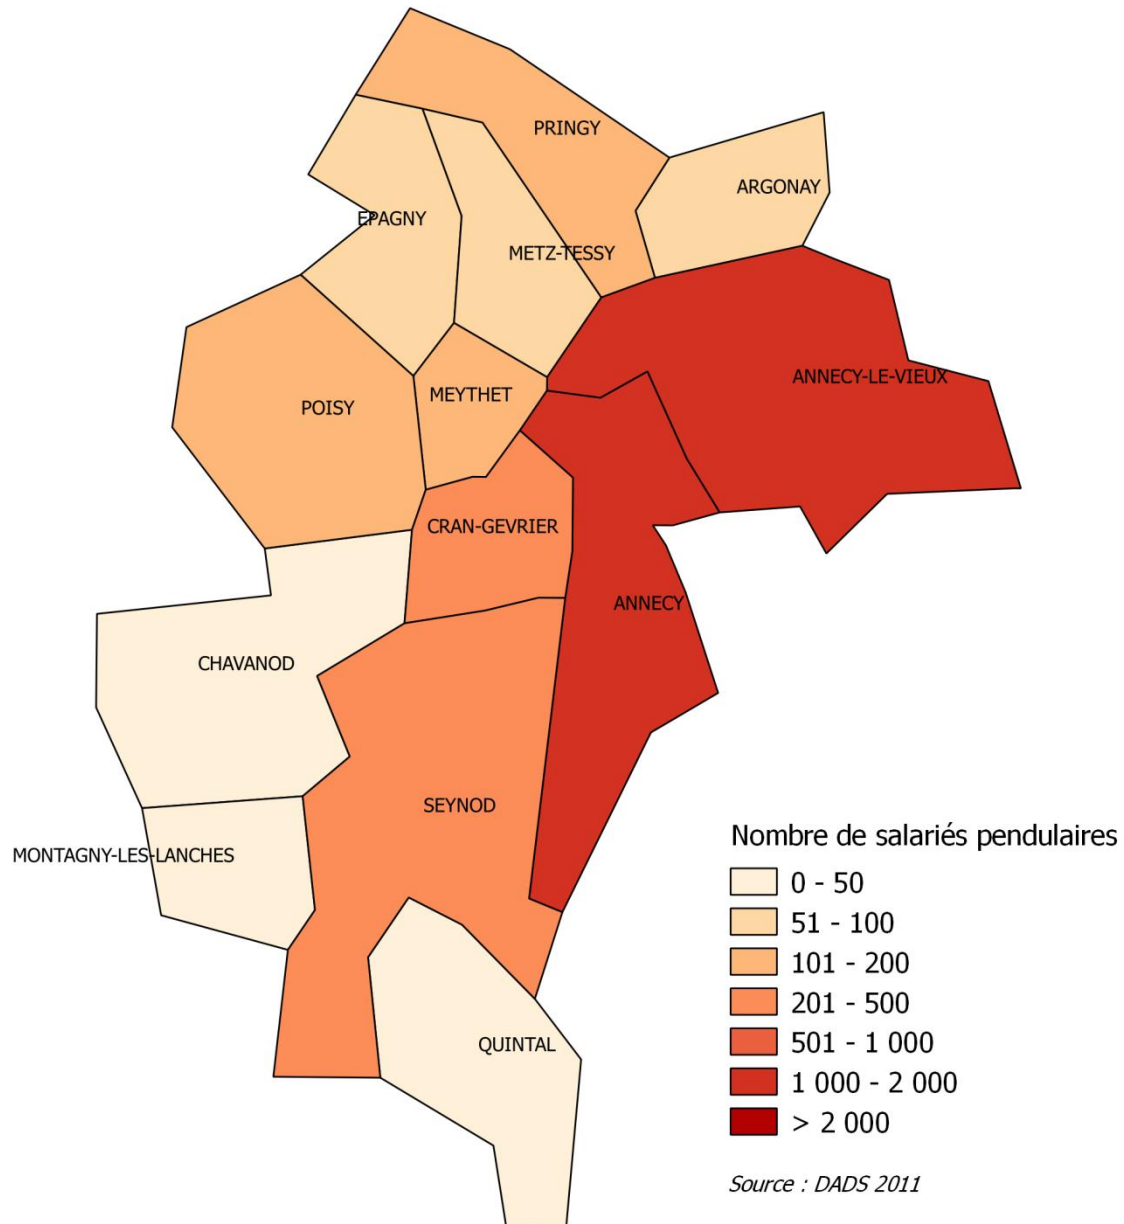 PRINGY
ARGONAY
EPAGNY
METZ-TESSY
ANNECY-LE-VIEUX
MEYTHET
POISY
CRAN-GEVRIER
ANNECY
CHAVANOD
SEYNOD
MONTAGNY-LES-LANCHES
QUINTAL
Nombre de salariés pendulaires
0 - 50
51 - 100
101 - 200
201 - 500
501 - 1 000
1 000 - 2 000
> 2 000
Source : DADS 2011